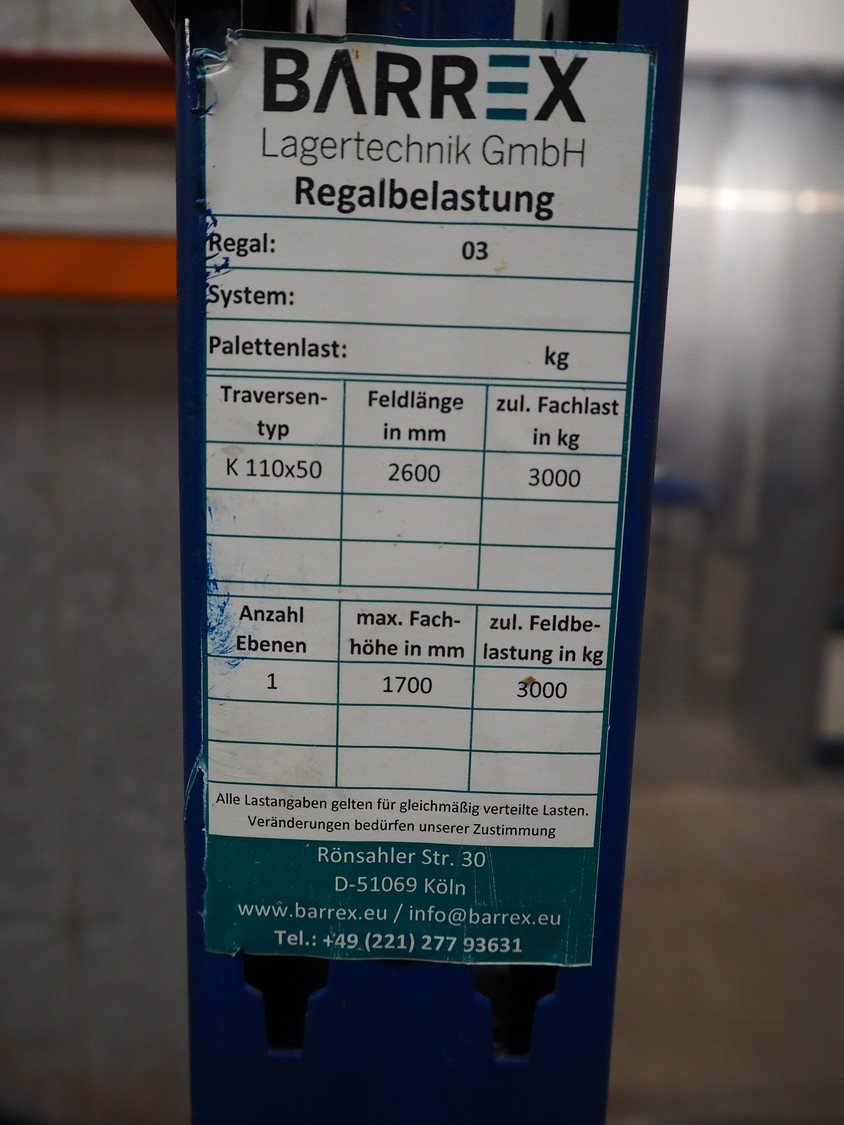 BARREX
Lagertechnik GmbH
Regalbelastung
Regal: 03
System:
Palettenlast: kg
Traversen-typ Feldlänge in mm zul. Fachlast in kg
K 110x50 2600 3000
Anzahl Ebenen max. Fach-höhe in mm zul. Feldbe-lastung in kg
1 1700 3000
Alle Lastangaben gelten für gleichmäßig verteilte Lasten.
Veränderungen bedürfen unserer Zustimmung
Rönsahler Str. 30
D-51069 Köln
www.barrex.eu / info@barrex.eu
Tel.: +49 (221) 277 93631